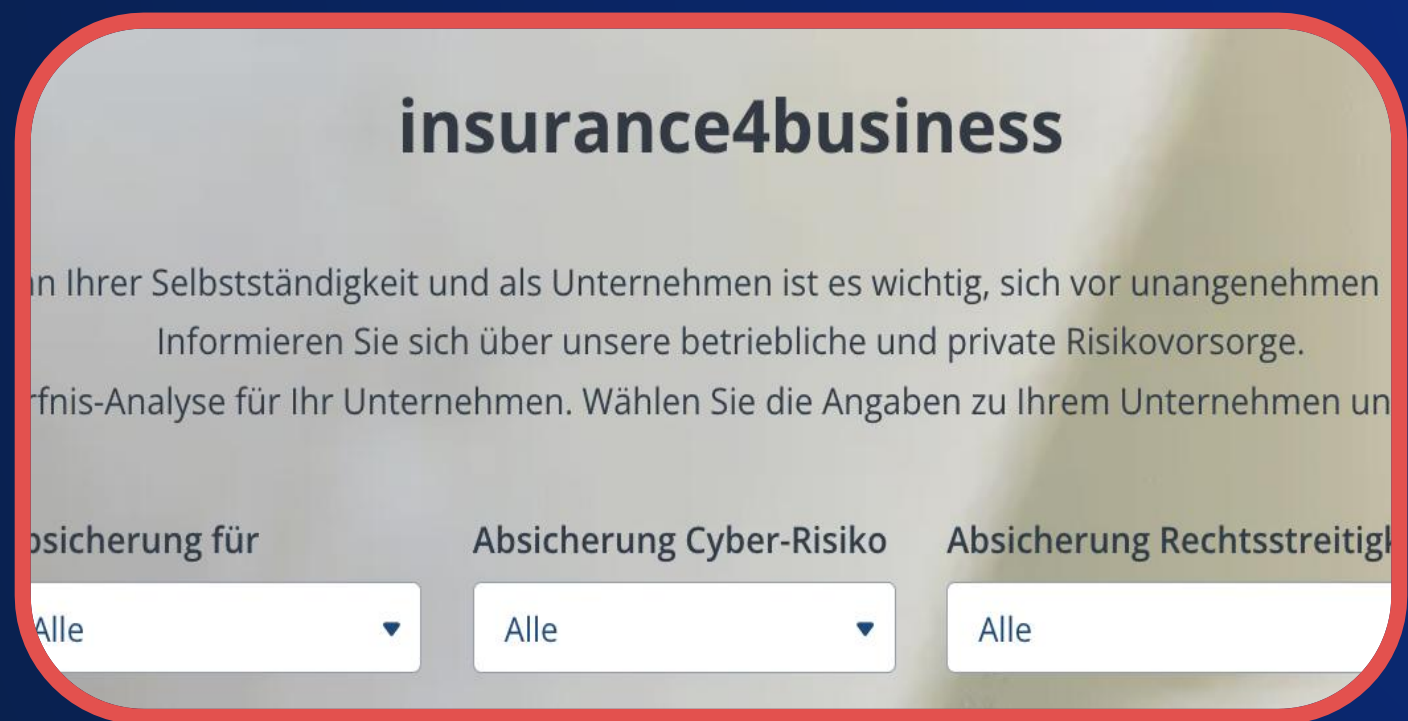 insurance4business
Ihrer Selbstständigkeit und als Unternehmen ist es wichtig, sich vor unangenehmen
Informieren Sie sich über unsere betriebliche und private Risikovorsorge.
rfnis-Analyse für Ihr Unternehmen. Wählen Sie die Angaben zu Ihrem Unternehmen un
bsicherung für Absicherung Cyber-Risiko Absicherung Rechtsstreitigk
Alle Alle Alle